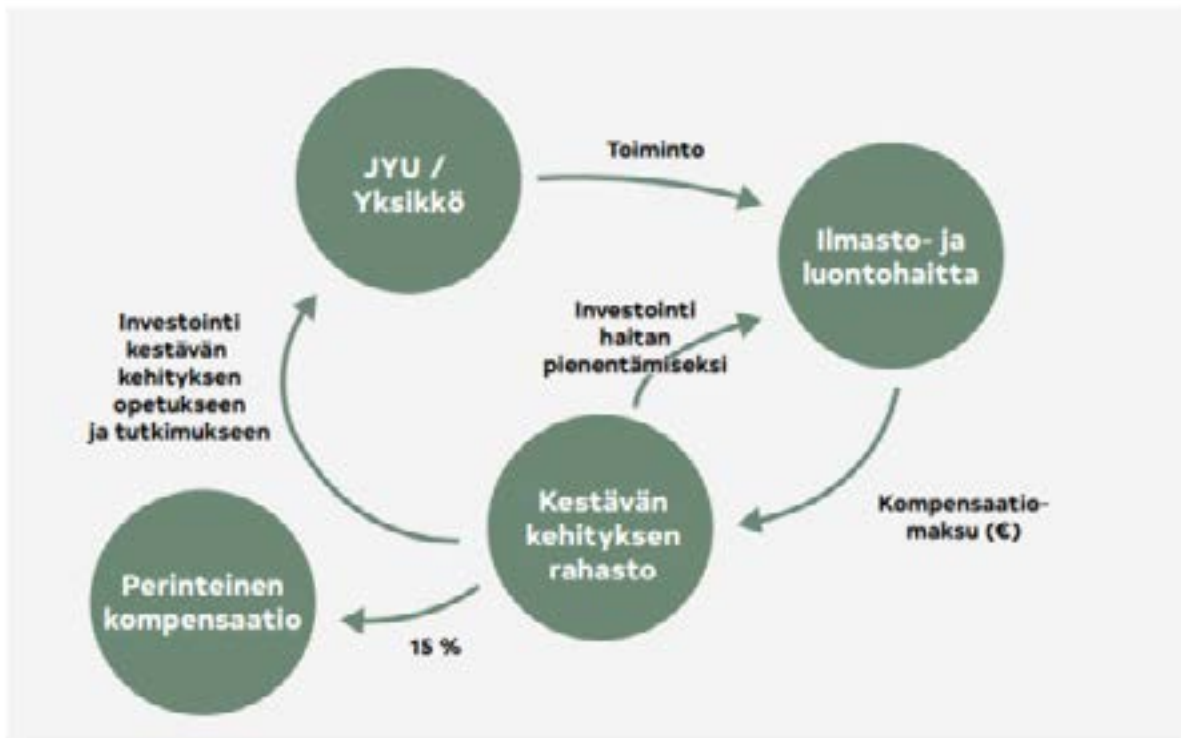 JYU /
Yksikkö
Toiminto
Ilmasto- ja
luontohaitta
Investointi
haitan
pienentämiseksi
Investointi
kestävän
kehityksen
opetukseen
ja tutkimukseen
Kompensaatio-
maksu (€)
Kestävän
kehityksen
rahasto
Perinteinen
kompensaatio
15 %